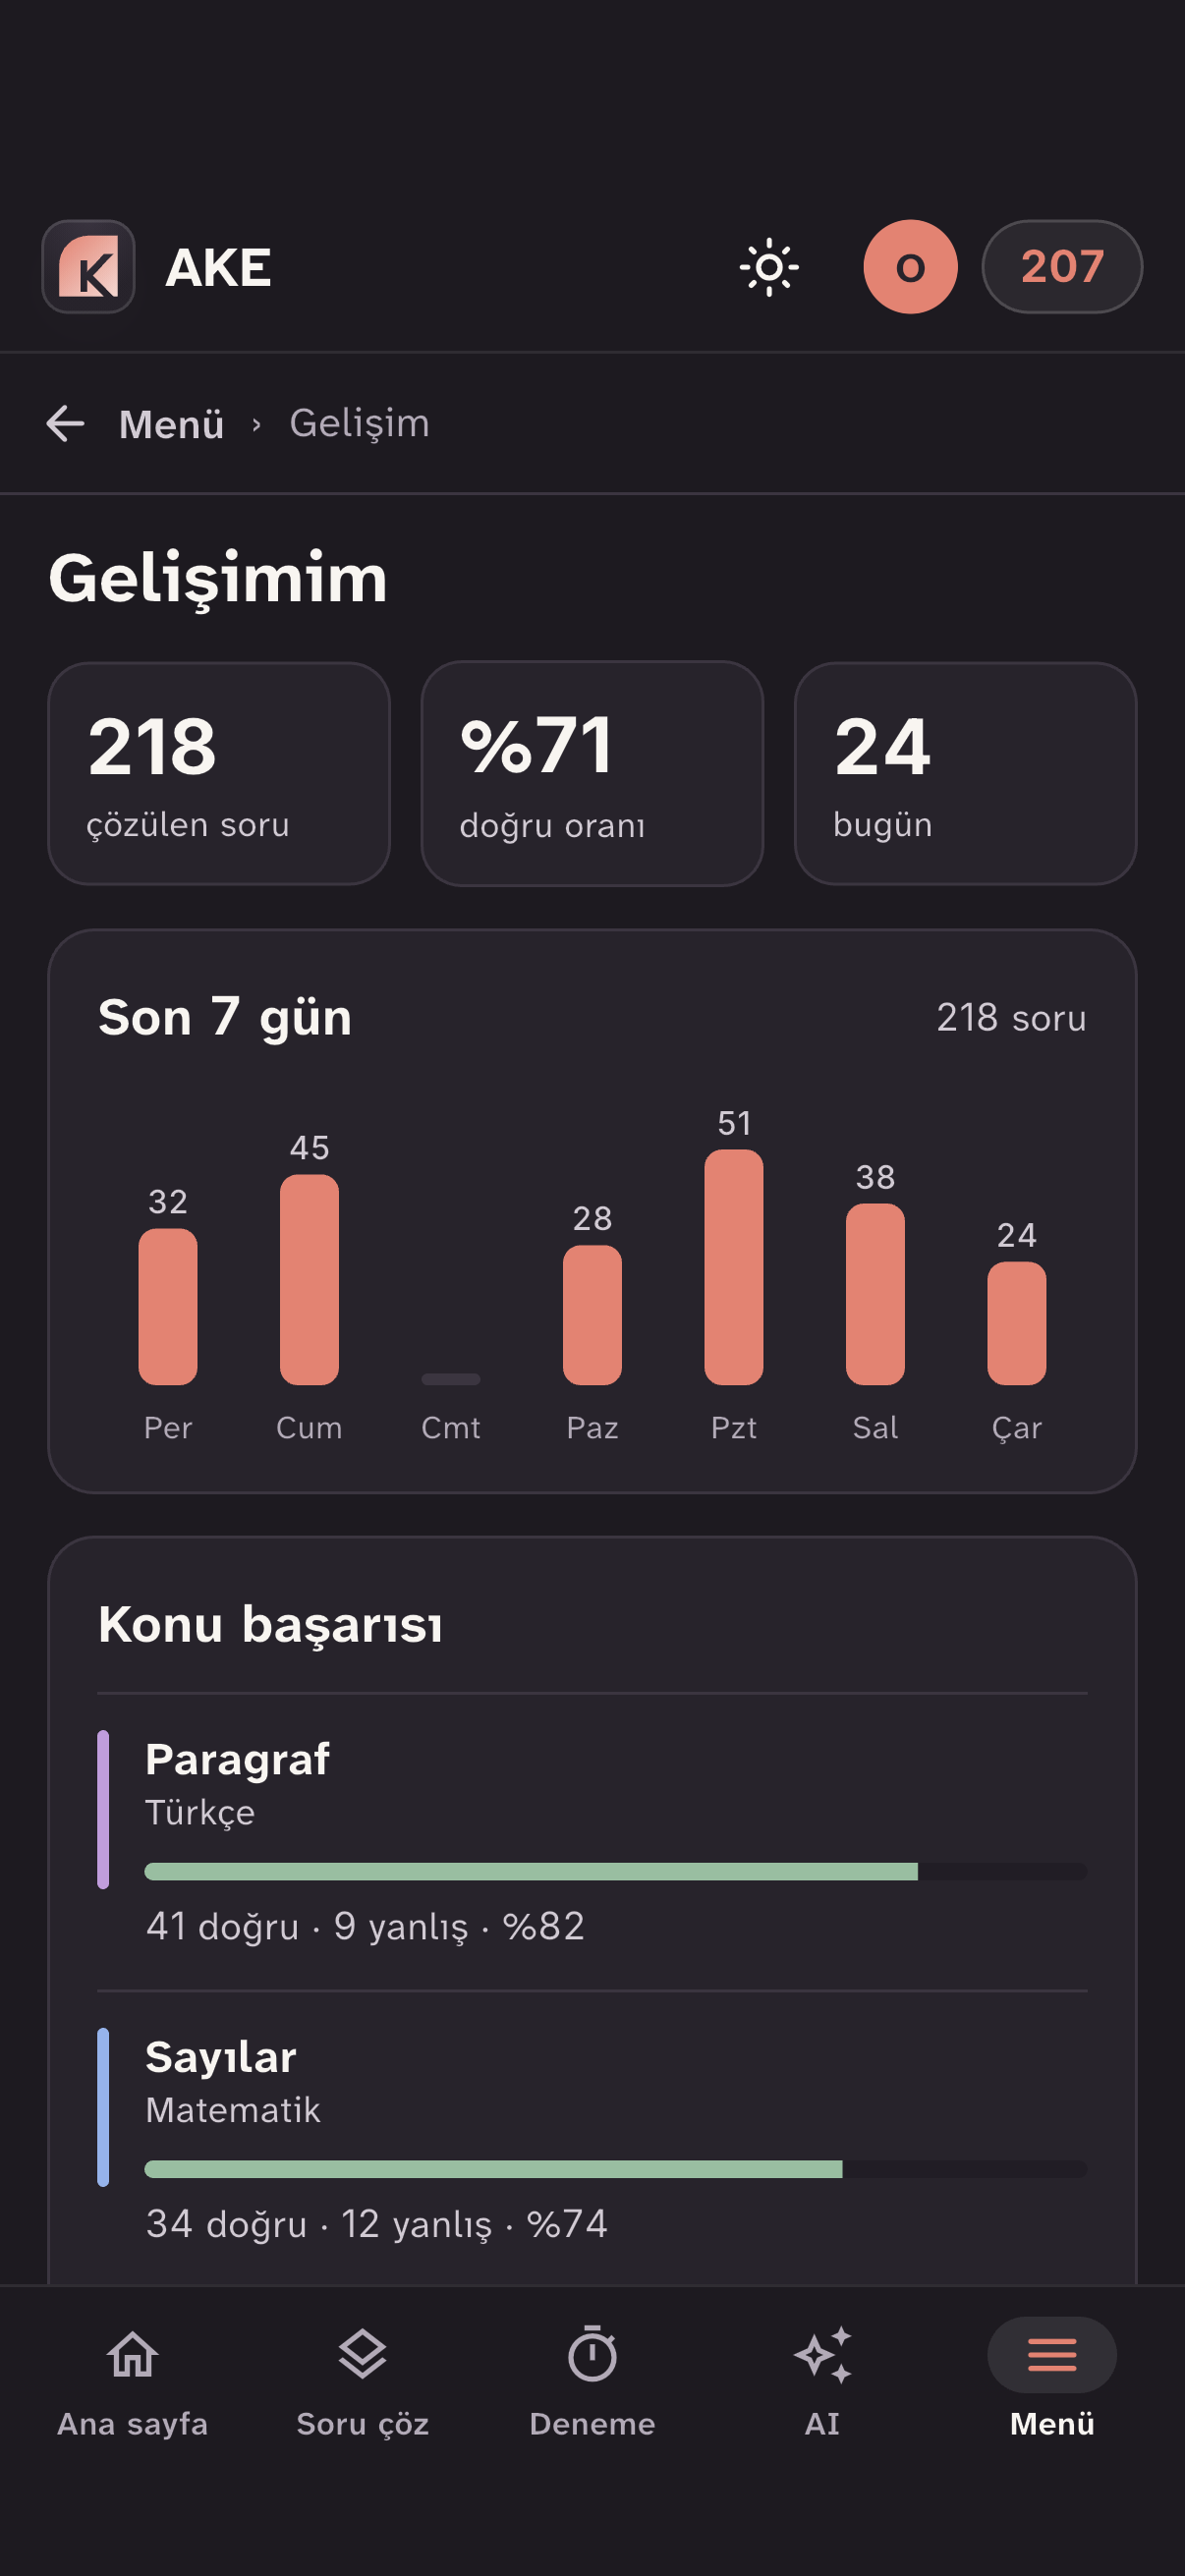 K AKE O 207
Menü › Gelişim
Gelişimim
218 %71 24
çözülen soru doğru oranı bugün
Son 7 gün 218 soru
32 45 28 51 38 24
Per Cum Cmt Paz Pzt Sal Çar
Konu başarısı
Paragraf
Türkçe
41 doğru · 9 yanlış · %82
Sayılar
Matematik
34 doğru · 12 yanlış · %74
Ana sayfa Soru çöz Deneme AI Menü